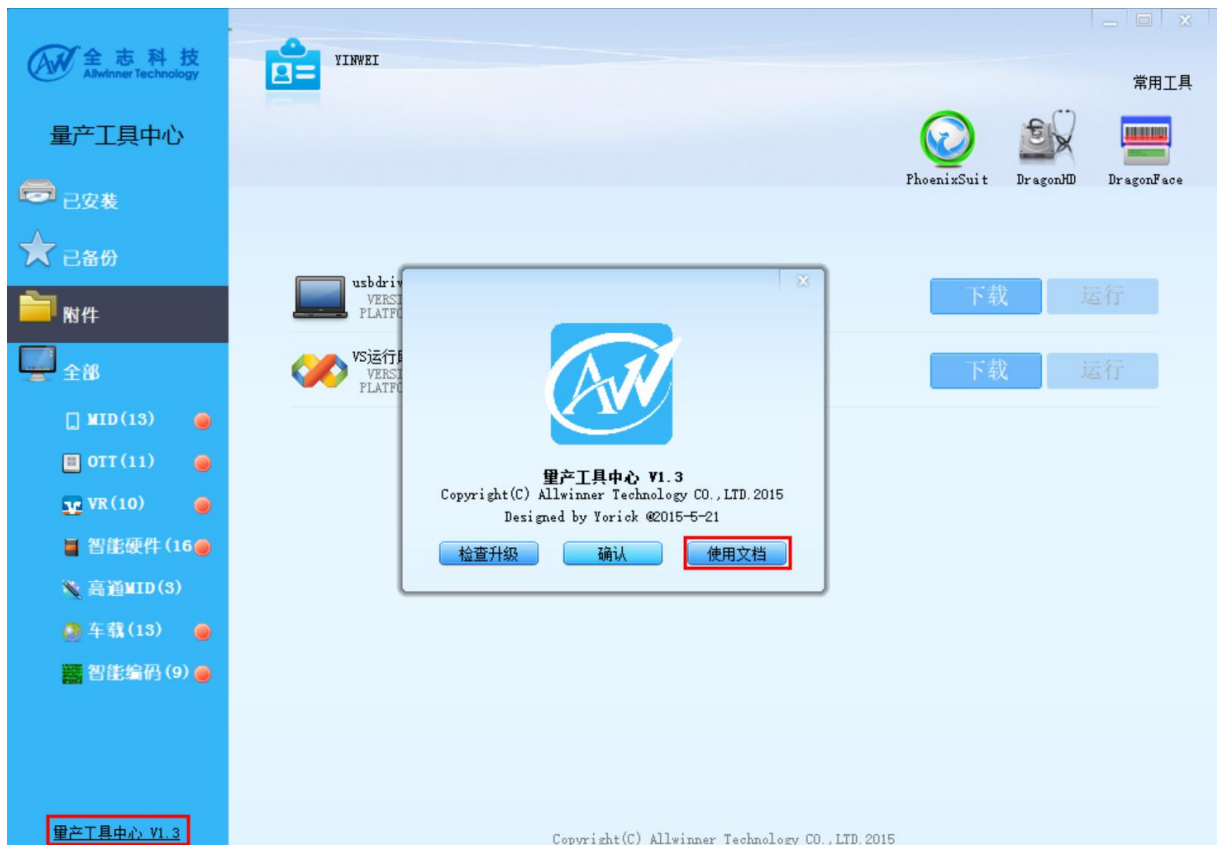 全志科技
Allwinner Technology
量产工具中心
已安装
已备份
附件
全部
MID(13)
OTT(11)
VR(10)
智能硬件(16
高通MID(3)
车载(13)
智能编码(9)
量产工具中心 V1.3
YINWEI
常用工具
PhoenixSuit DragonHD DragonFace
usbdriv
VERSI
PLATFO
下载 运行
VS运行
VERSI
PLATFO
下载 运行
量产工具中心 V1.3
Copyright(C) Allwinner Technology CO.,LTD.2015
Designed by Yorick @2015-5-21
检查升级 确认 使用文档
Copyright(C) Allwinner Technology CO.,LTD.2015